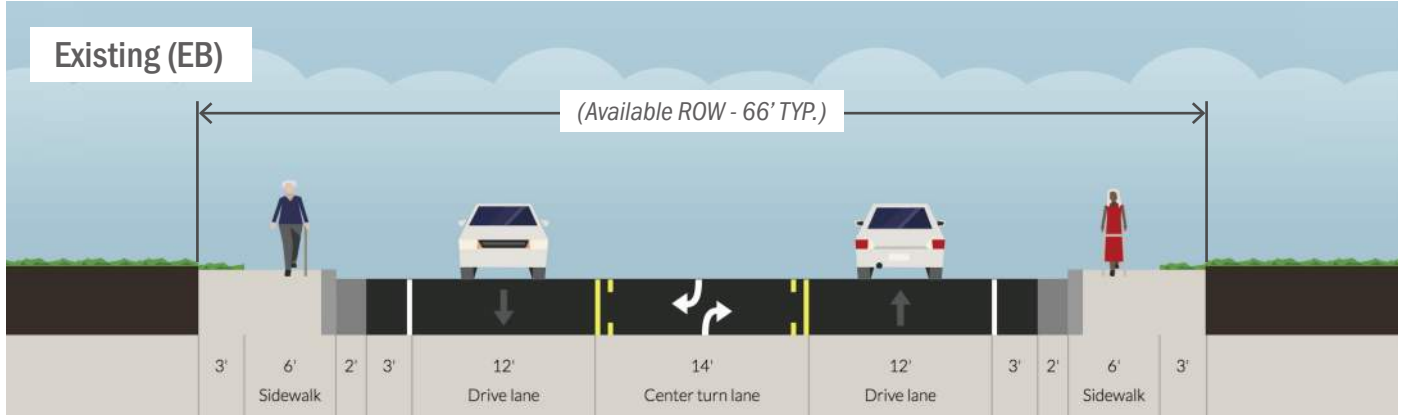 Existing (EB)
(Available ROW - 66’ TYP.)
3' 6' 2' 3' 12' 14' 12' 3' 2' 6' 3'
Sidewalk Drive lane Center turn lane Drive lane Sidewalk